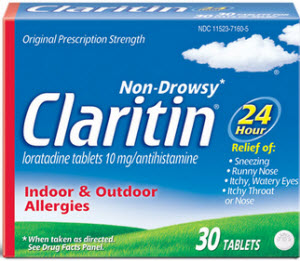 Original Prescription Strength
NDC 11523-7160-5
Non-Drowsy*
Claritin®
24
Hour
loratadine tablets 10 mg/antihistamine
Relief of:
• Sneezing
• Runny Nose
• Itchy, Watery Eyes
• Itchy Throat
or Nose
Indoor & Outdoor
Allergies
*When taken as directed.
See Drug Facts Panel.
30 TABLETS